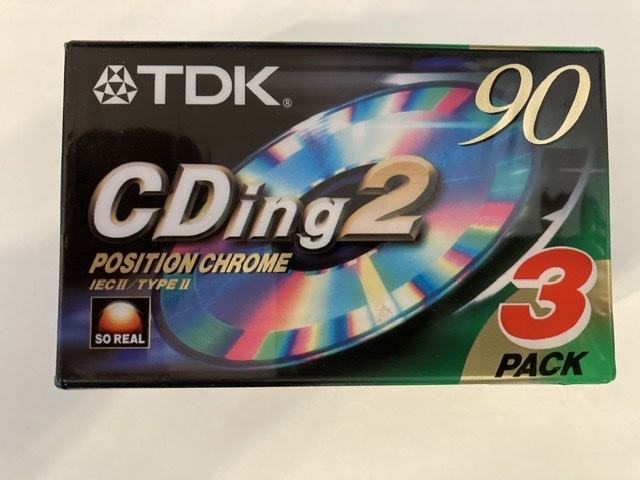 TDK®
90
CDing2
POSITION CHROME
IEC II / TYPE II
SO REAL
3
PACK